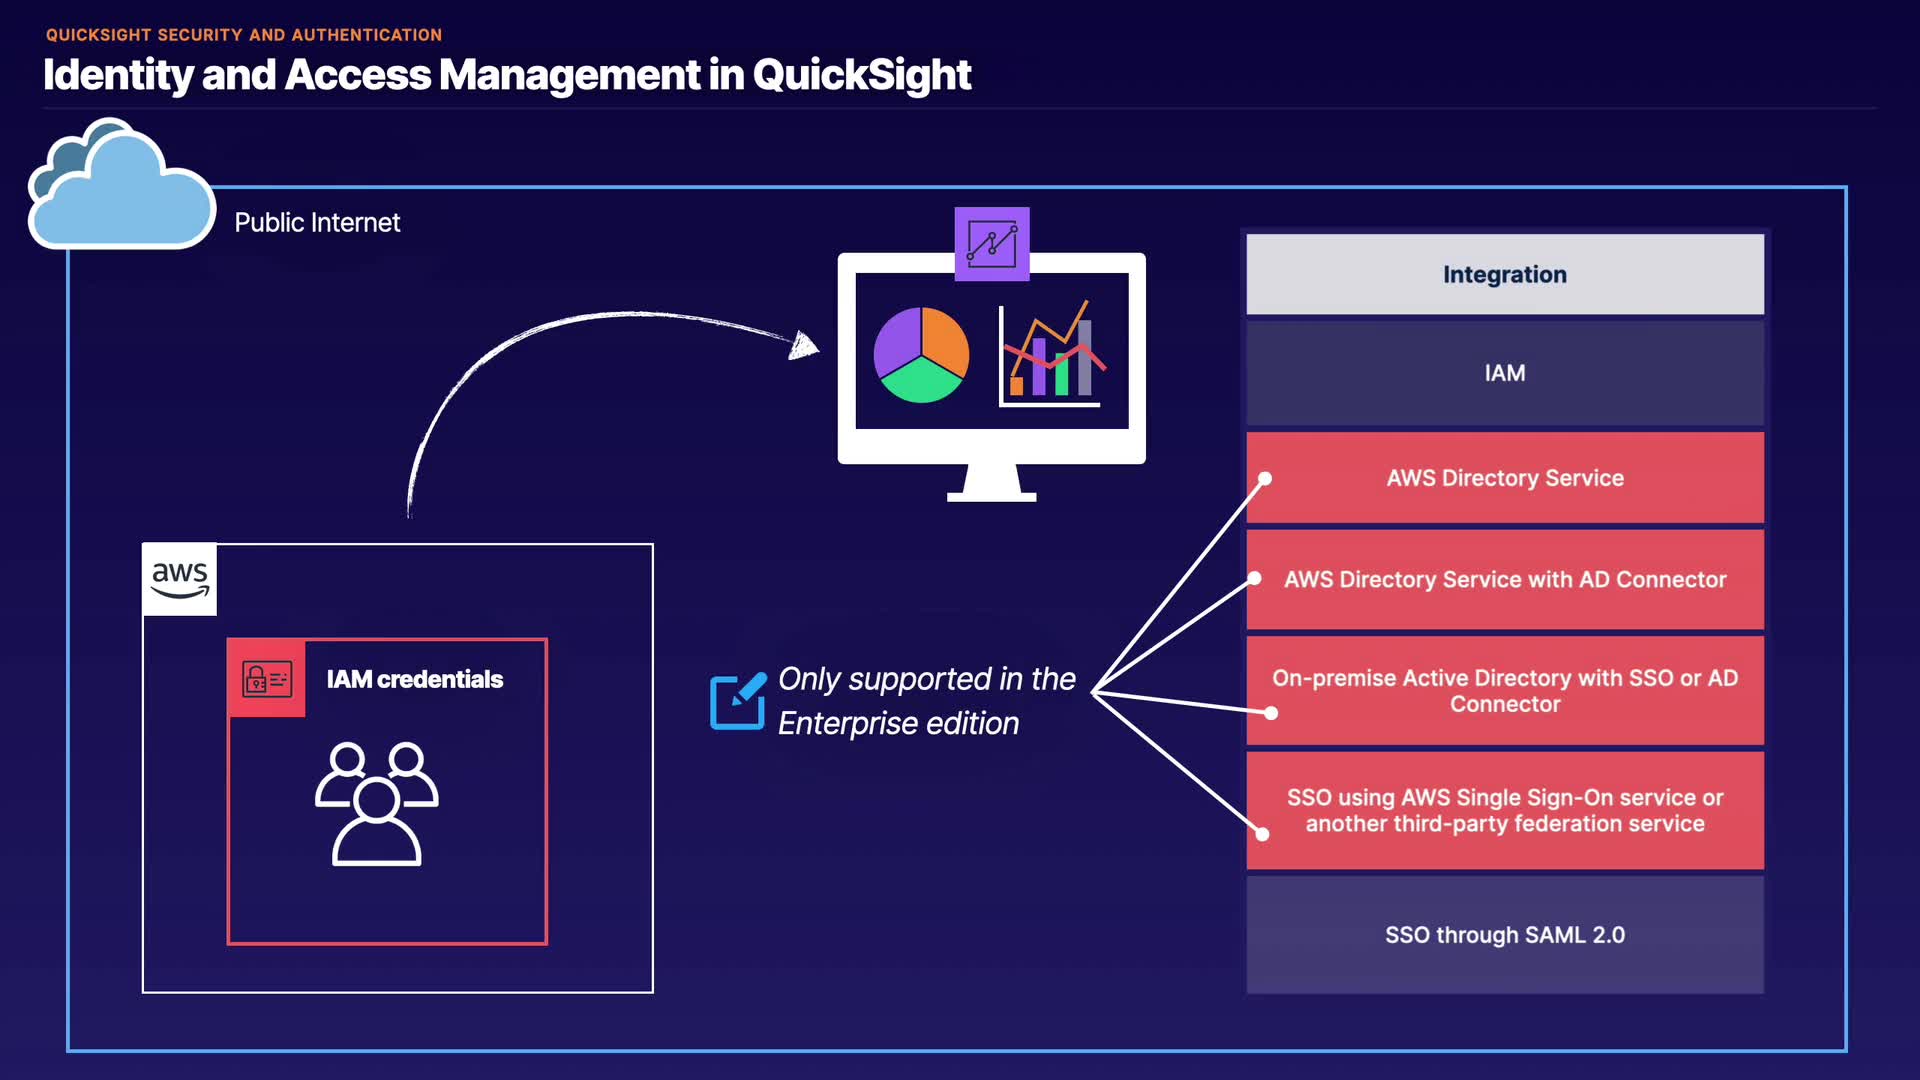 QUICKSIGHT SECURITY AND AUTHENTICATION
Identity and Access Management in QuickSight
Public Internet
aws
IAM credentials
Only supported in the
Enterprise edition
Integration
IAM
AWS Directory Service
AWS Directory Service with AD Connector
On-premise Active Directory with SSO or AD
Connector
SSO using AWS Single Sign-On service or
another third-party federation service
SSO through SAML 2.0